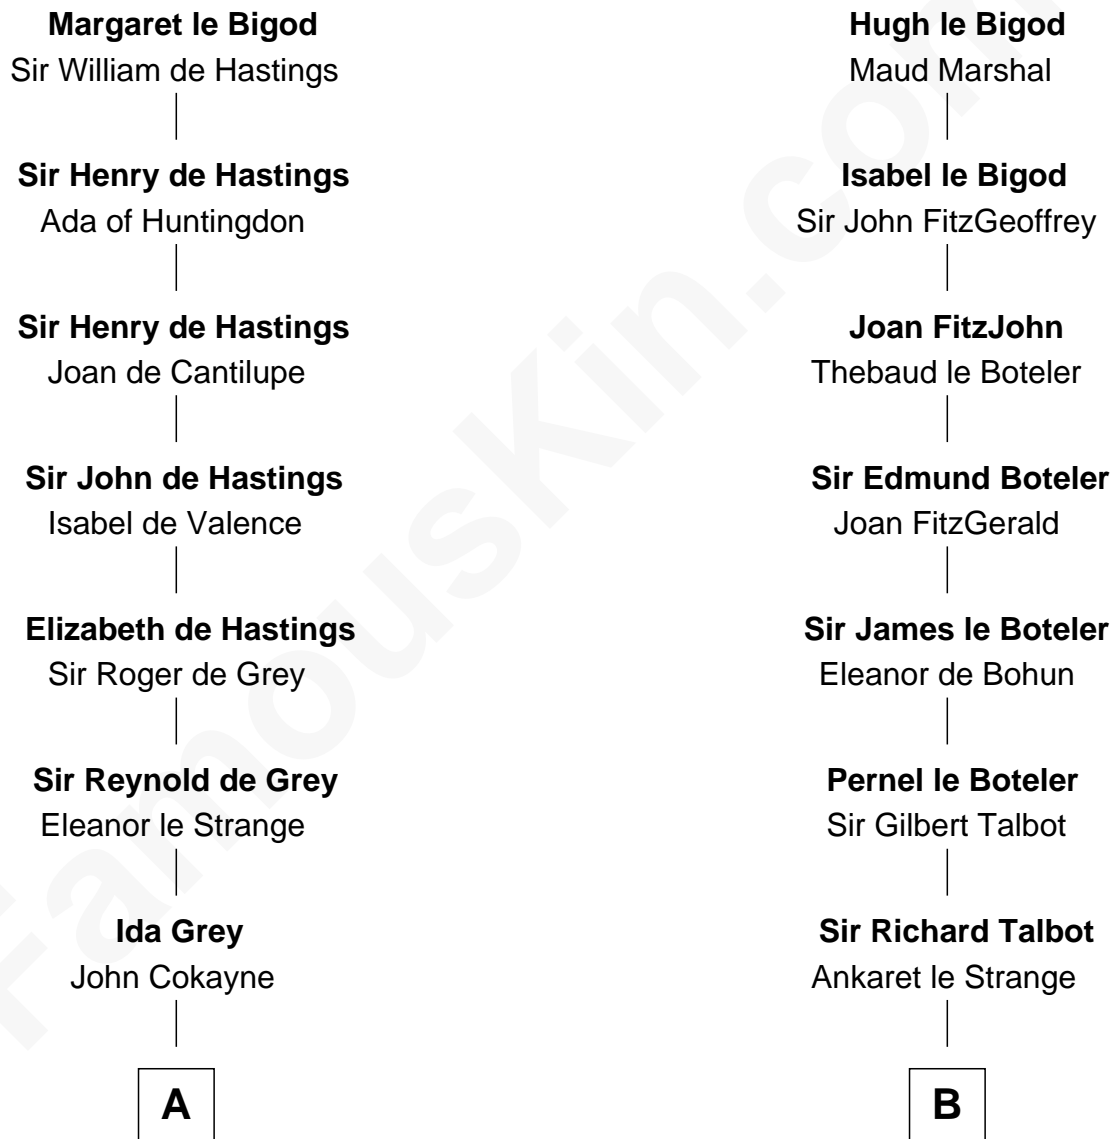 Margaret le Bigod
Sir William de Hastings
Sir Henry de Hastings
Ada of Huntingdon
Sir Henry de Hastings
Joan de Cantilupe
Sir John de Hastings
Isabel de Valence
Elizabeth de Hastings
Sir Roger de Grey
Sir Reynold de Grey
Eleanor le Strange
Ida Grey
John Cokayne
A
Hugh le Bigod
Maud Marshal
Isabel le Bigod
Sir John FitzGeoffrey
Joan FitzJohn
Thebaud le Boteler
Sir Edmund Boteler
Joan FitzGerald
Sir James le Boteler
Eleanor de Bohun
Pernel le Boteler
Sir Gilbert Talbot
Sir Richard Talbot
Ankaret le Strange
B
FamousKin.com